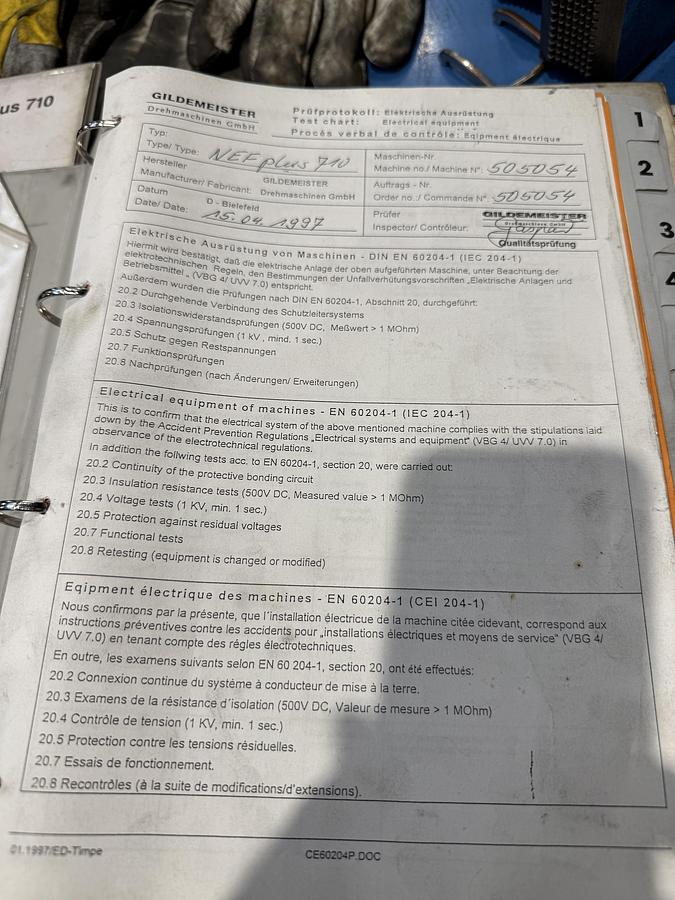 us 710
GILDEMEISTER
Drehmaschinen GmbH
Prüfprotokoll: Elektrische Ausrüstung
Test chart: Electrical equipment
Procès verbal de contrôle: Eqipment électrique
Typ:
Type/ Type: NEF plus 710
Hersteller GILDEMEISTER
Manufacturer/ Fabricant: Drehmaschinen GmbH
D - Bielefeld
Datum
Date/ Date: 15.04.1997
Maschinen-Nr.
Machine no./ Machine N°: 505054
Auftrags - Nr.
Order no.: /Commande N°: 505054
Prüfer
Inspector/ Contrôleur:
GILDEMEISTER
Drehmaschinen GmbH
Qualitätsprüfung
Elektrische Ausrüstung von Maschinen - DIN EN 60204-1 (IEC 204-1)
Hiermit wird bestätigt, daß die elektrische Anlage der oben aufgeführten Maschine, unter Beachtung der
elektrotechnischen Regeln, den Bestimmungen der Unfallverhütungsvorschriften „Elektrische Anlagen und
Betriebsmittel„ (VBG 4/ UVV 7.0) entspricht.
Außerdem wurden die Prüfungen nach DIN EN 60204-1, Abschnitt 20, durchgeführt:
20.2 Durchgehende Verbindung des Schutzleitersystems
20.3 Isolationswiderstandsprüfungen (500V DC, Meßwert > 1 MOhm)
20.4 Spannungsprüfungen (1 kV , mind. 1 sec.)
20.5 Schutz gegen Restspannungen
20.7 Funktionsprüfungen
20.8 Nachprüfungen (nach Änderungen/ Erweiterungen)
Electrical equipment of machines - EN 60204-1 (IEC 204-1)
This is to confirm that the electrical system of the above mentioned machine complies with the stipulations laid
down by the Accident Prevention Regulations „Electrical systems and equipment" (VBG 4/ UVV 7.0) in
observance of the electrotechnical regulations.
In addition the follwing tests acc. to EN 60204-1, section 20, were carried out:
20.2 Continuity of the protective bonding circuit
20.3 Insulation resistance tests (500V DC, Measured value > 1 MOhm)
20.4 Voltage tests (1 KV, min. 1 sec.)
20.5 Protection against residual voltages
20.7 Functional tests
20.8 Retesting (equipment is changed or modified)
Eqipment électrique des machines - EN 60204-1 (CEI 204-1)
Nous confirmons par la présente, que l´installation électricue de la machine citée cidevant, correspond aux
instructions préventives contre les accidents pour „installations électriques et moyens de service" (VBG 4/
UVV 7.0) en tenant compte des régles électrotechniques.
En outre, les examens suivants selon EN 60 204-1, section 20, ont été effectués:
20.2 Connexion continue du système à conducteur de mise à la terre.
20.3 Examens de la résistance d´isolation (500V DC, Valeur de mesure > 1 MOhm)
20.4 Contrôle de tension (1 KV, min. 1 sec.)
20.5 Protection contre les tensions résiduelles.
20.7 Essais de fonctionnement.
20.8 Recontrôles (à la suite de modifications/d'extensions).
01.1997/ED-Timpe
CE60204P.DOC
1
2
3
4